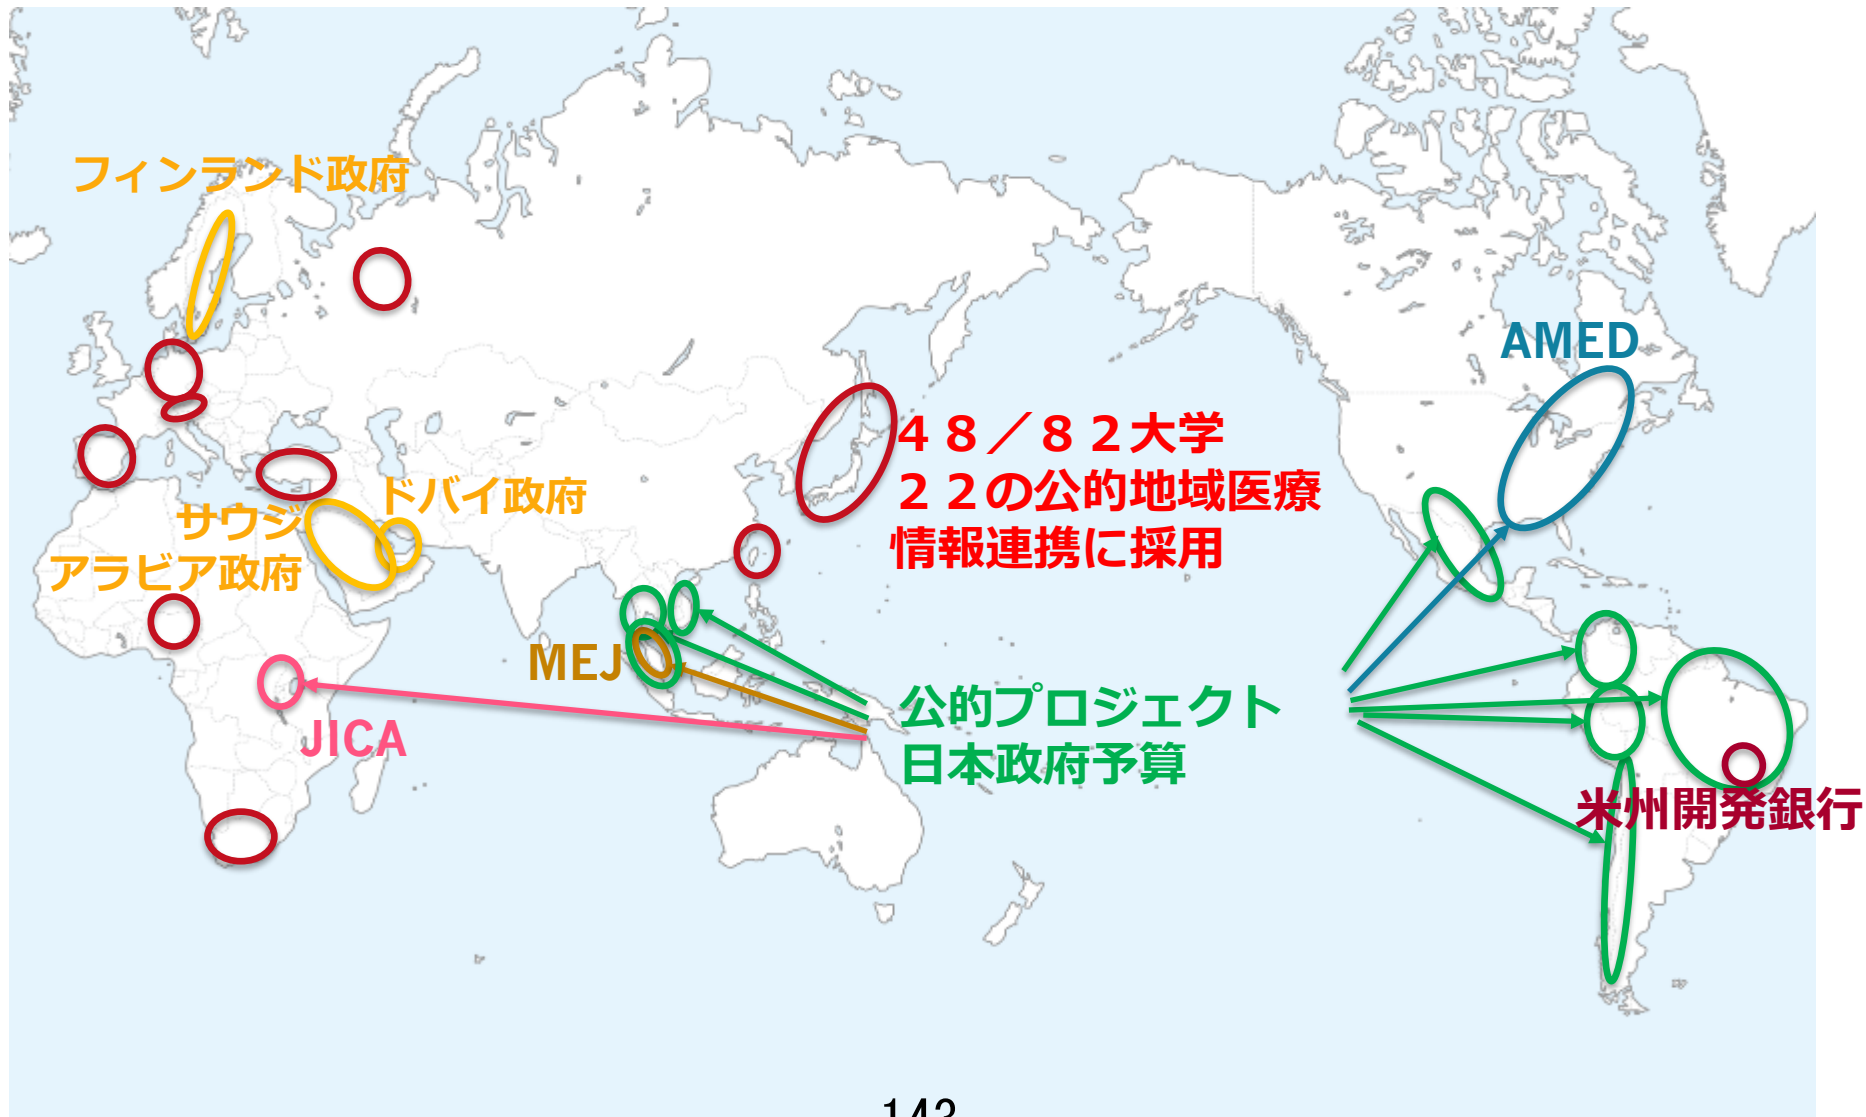 フィンランド政府
AMED
４８／８２大学
２２の公的地域医療
情報連携に採用
ドバイ政府
サウジ
アラビア政府
MEJ
公的プロジェクト
日本政府予算
JICA
米州開発銀行
143